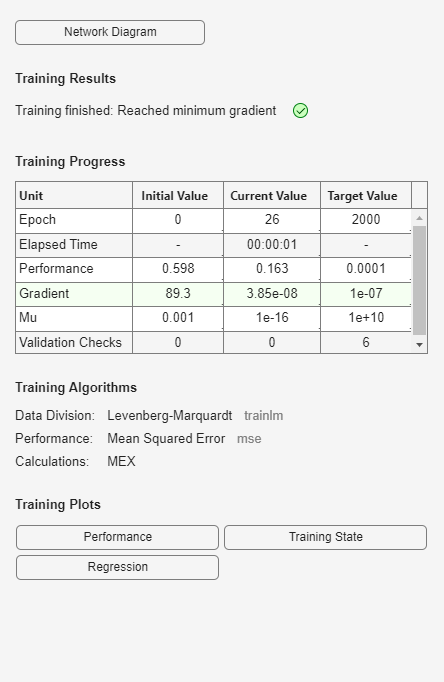 Network Diagram
Training Results
Training finished: Reached minimum gradient
Training Progress
Unit Initial Value Current Value Target Value
Epoch 0 26 2000
Elapsed Time - 00:00:01 -
Performance 0.598 0.163 0.0001
Gradient 89.3 3.85e-08 1e-07
Mu 0.001 1e-16 1e+10
Validation Checks 0 0 6
Training Algorithms
Data Division: Levenberg-Marquardt trainlm
Performance: Mean Squared Error mse
Calculations: MEX
Training Plots
Performance Training State
Regression